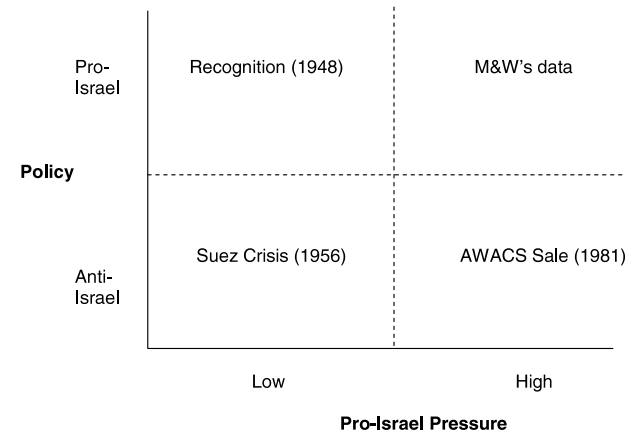 Pro-
Israel
Recognition (1948)
M&W's data
Policy
Suez Crisis (1956)
AWACS Sale (1981)
Anti-
Israel
Low
High
Pro-Israel Pressure